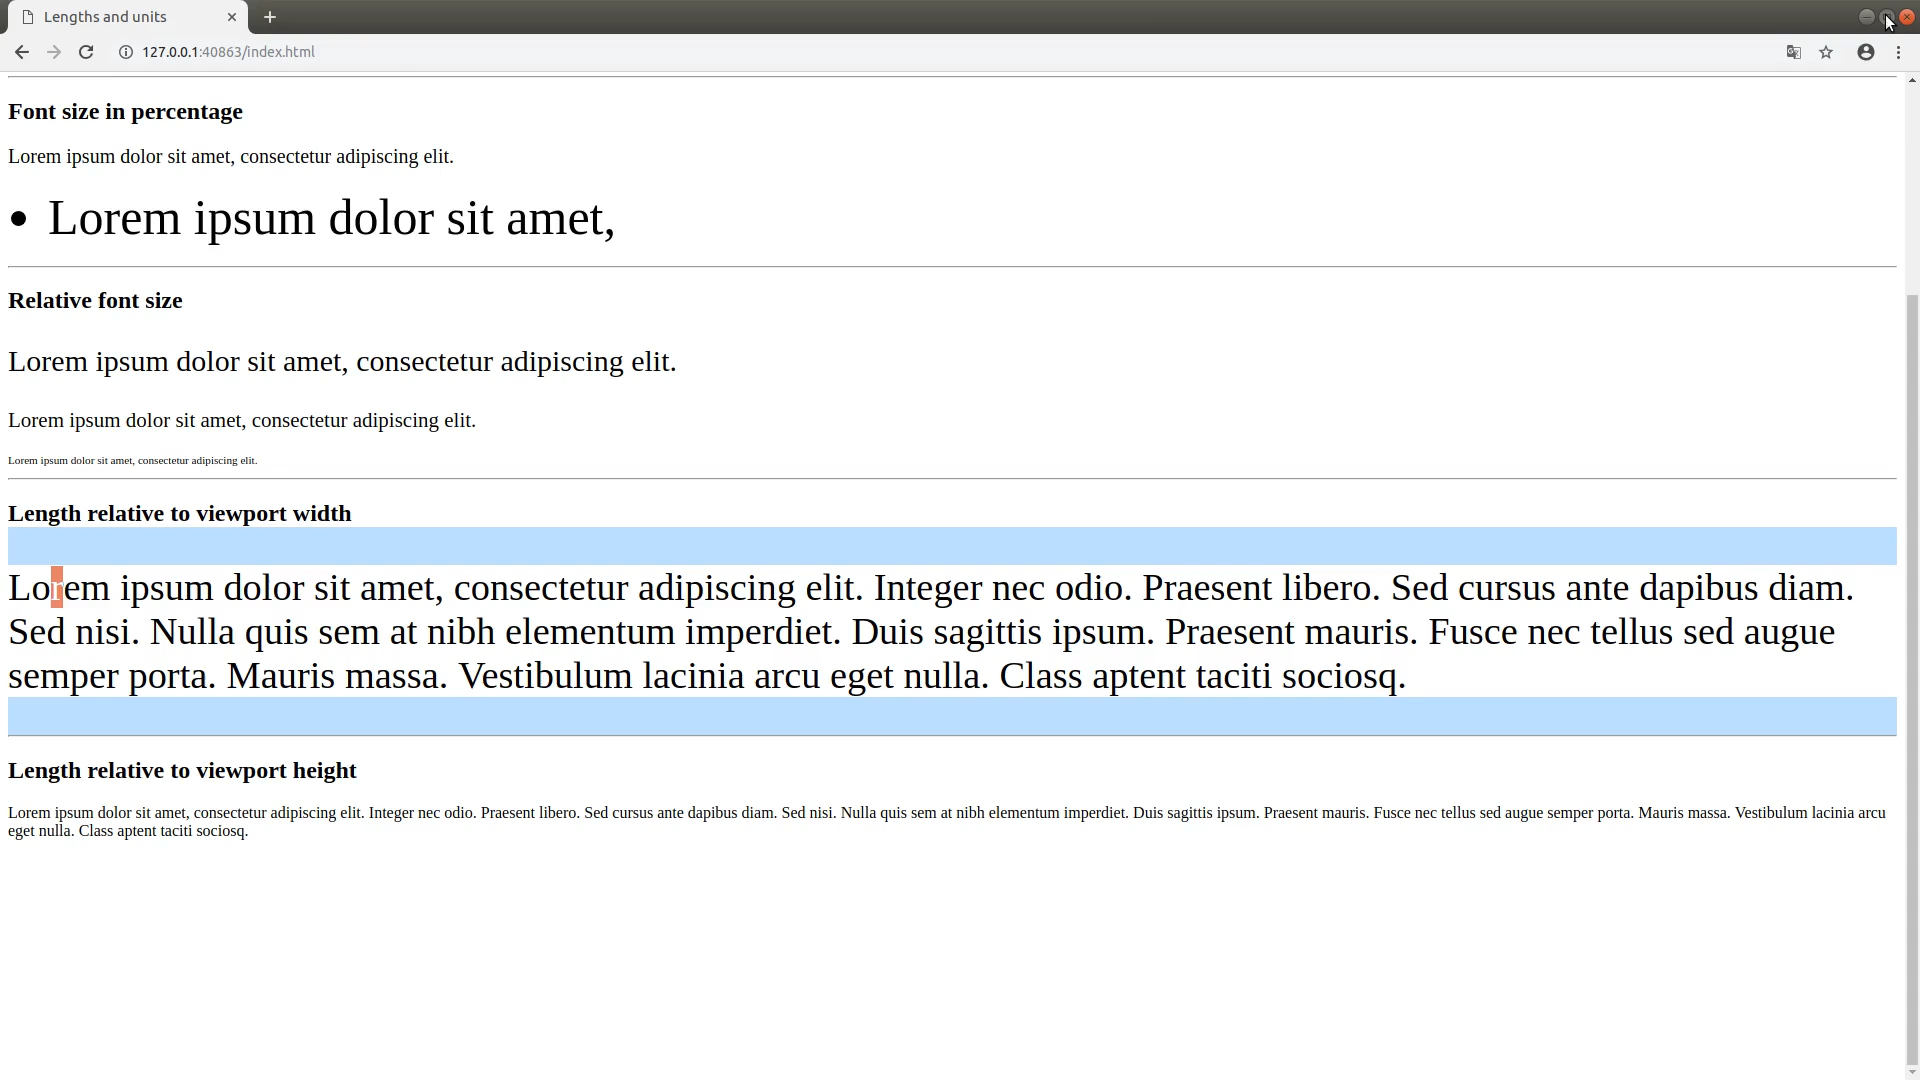 Lengths and units
127.0.0.1:40863/index.html
Font size in percentage
Lorem ipsum dolor sit amet, consectetur adipiscing elit.
• Lorem ipsum dolor sit amet,
Relative font size
Lorem ipsum dolor sit amet, consectetur adipiscing elit.
Lorem ipsum dolor sit amet, consectetur adipiscing elit.
Lorem ipsum dolor sit amet, consectetur adipiscing elit.
Length relative to viewport width
Lorem ipsum dolor sit amet, consectetur adipiscing elit. Integer nec odio. Praesent libero. Sed cursus ante dapibus diam.
Sed nisi. Nulla quis sem at nibh elementum imperdiet. Duis sagittis ipsum. Praesent mauris. Fusce nec tellus sed augue
semper porta. Mauris massa. Vestibulum lacinia arcu eget nulla. Class aptent taciti sociosq.
Length relative to viewport height
Lorem ipsum dolor sit amet, consectetur adipiscing elit. Integer nec odio. Praesent libero. Sed cursus ante dapibus diam. Sed nisi. Nulla quis sem at nibh elementum imperdiet. Duis sagittis ipsum. Praesent mauris. Fusce nec tellus sed augue semper porta. Mauris massa. Vestibulum lacinia arcu
eget nulla. Class aptent taciti sociosq.